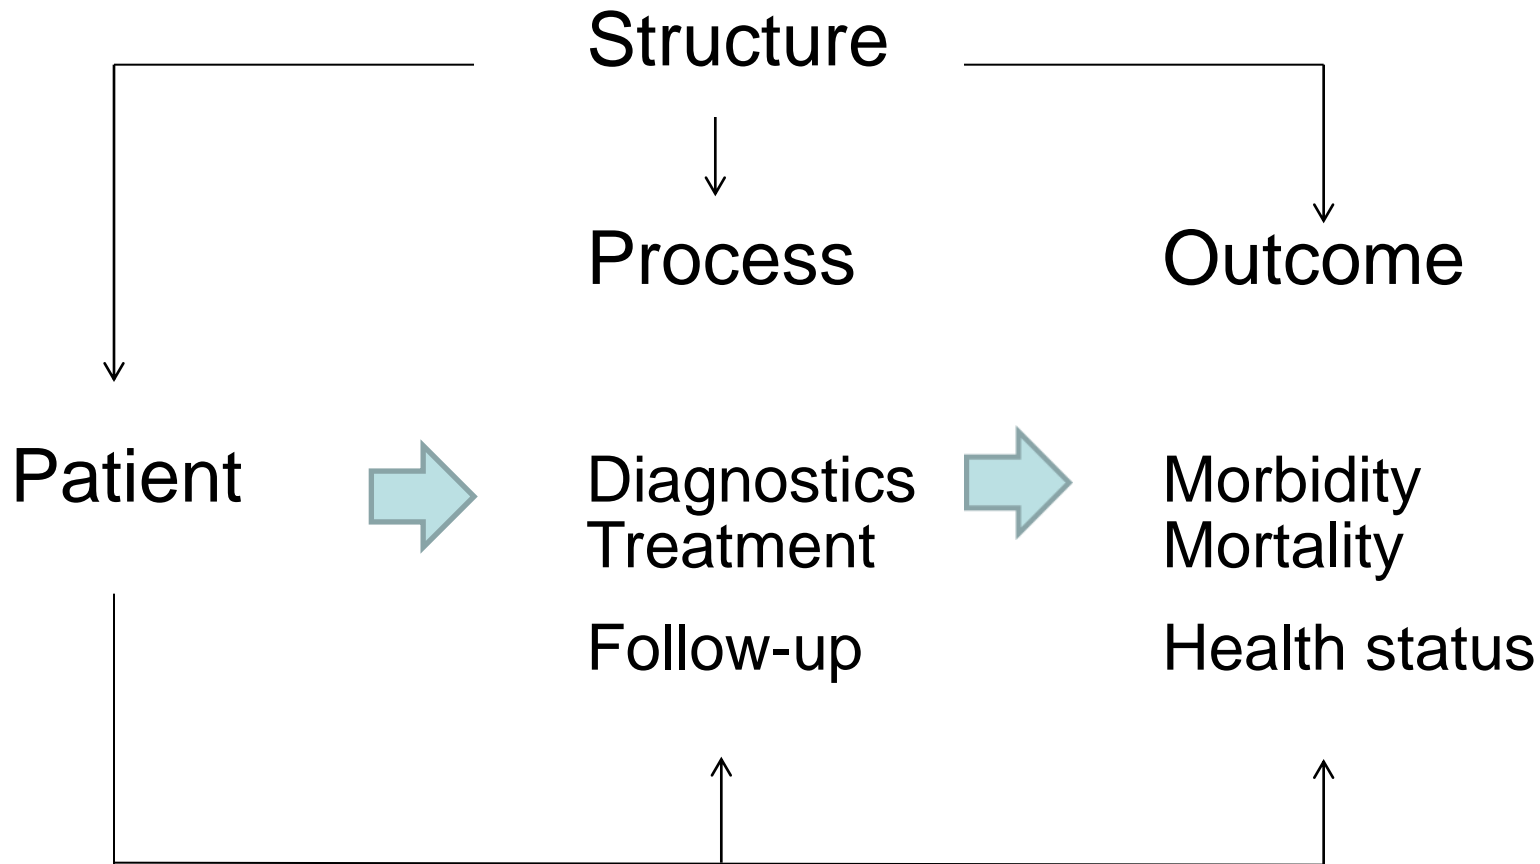 Structure
Process
Outcome
Patient
Diagnostics
Treatment
Follow-up
Morbidity
Mortality
Health status